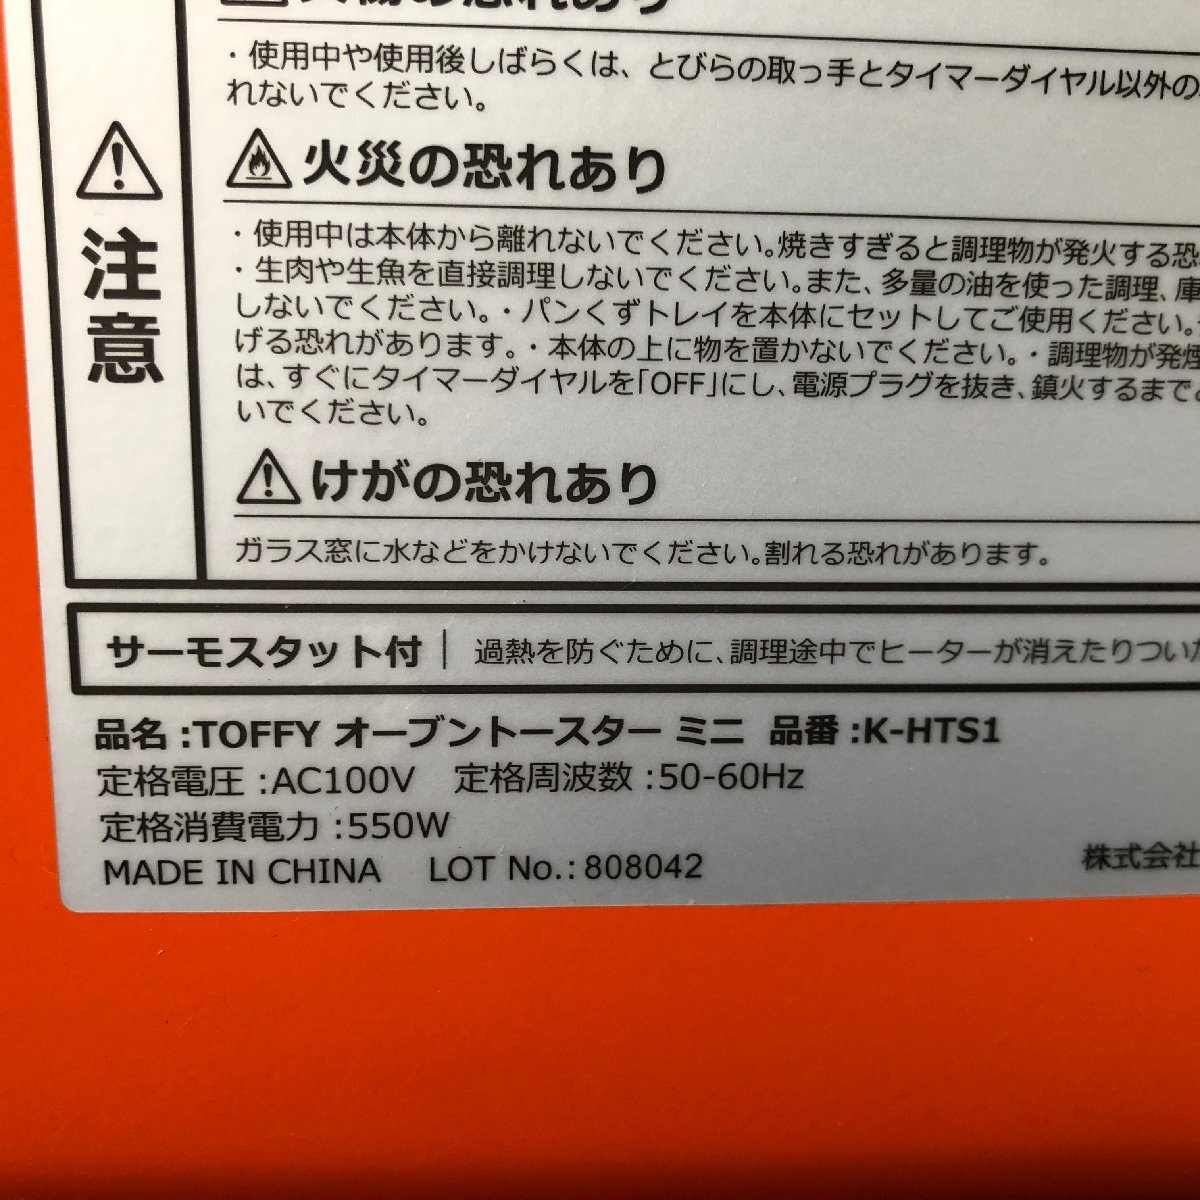 の恐れあり
・使用中や使用後しばらくは、とびらの取っ手とタイマーダイヤル以外の
れないでください。
注意
火災の恐れあり
・使用中は本体から離れないでください。焼きすぎると調理物が発火する恐
・生肉や生魚を直接調理しないでください。また、多量の油を使った調理、庫
しないでください。・パンくずトレイを本体にセットしてご使用ください。
げる恐れがあります。・本体の上に物を置かないでください。・調理物が発煙
は、すぐにタイマーダイヤルを「OFF」にし、電源プラグを抜き、鎮火するまで
いでください。
けがの恐れあり
ガラス窓に水などをかけないでください。割れる恐れがあります。
サーモスタット付 | 過熱を防ぐために、調理途中でヒーターが消えたりついた
品名 :TOFFY オーブントースター ミニ 品番 :K-HTS1
定格電圧 :AC100V 定格周波数 :50-60Hz
定格消費電力 :550W
MADE IN CHINA LOT No.: 808042
株式会社